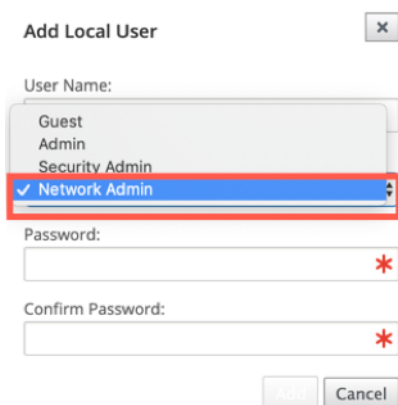 Add Local User
User Name:
Guest
Admin
Security Admin
✓ Network Admin
Password:
Confirm Password:
Add Cancel